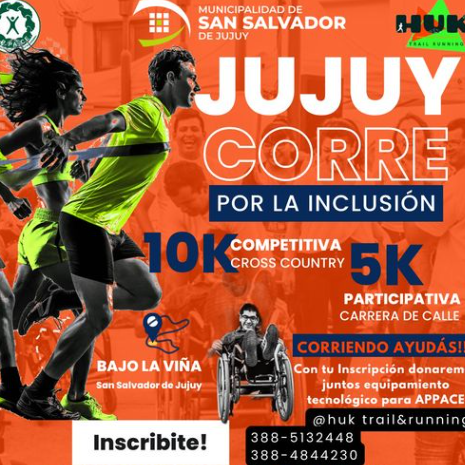 MUNICIPALIDAD DE
SAN SALVADOR
DE JUJUY
HUK
TRAIL RUNNING
JUJUY
CORRE
POR LA INCLUSIÓN
10K COMPETITIVA
CROSS COUNTRY
5K
PARTICIPATIVA
CARRERA DE CALLE
BAJO LA VIÑA
San Salvador de Jujuy
CORRIENDO AYUDÁS!!
Con tu Inscripción donarem
juntos equipamiento
tecnológico para APPACE
@huk trail&running
Inscribite!
388-5132448
388-4844230